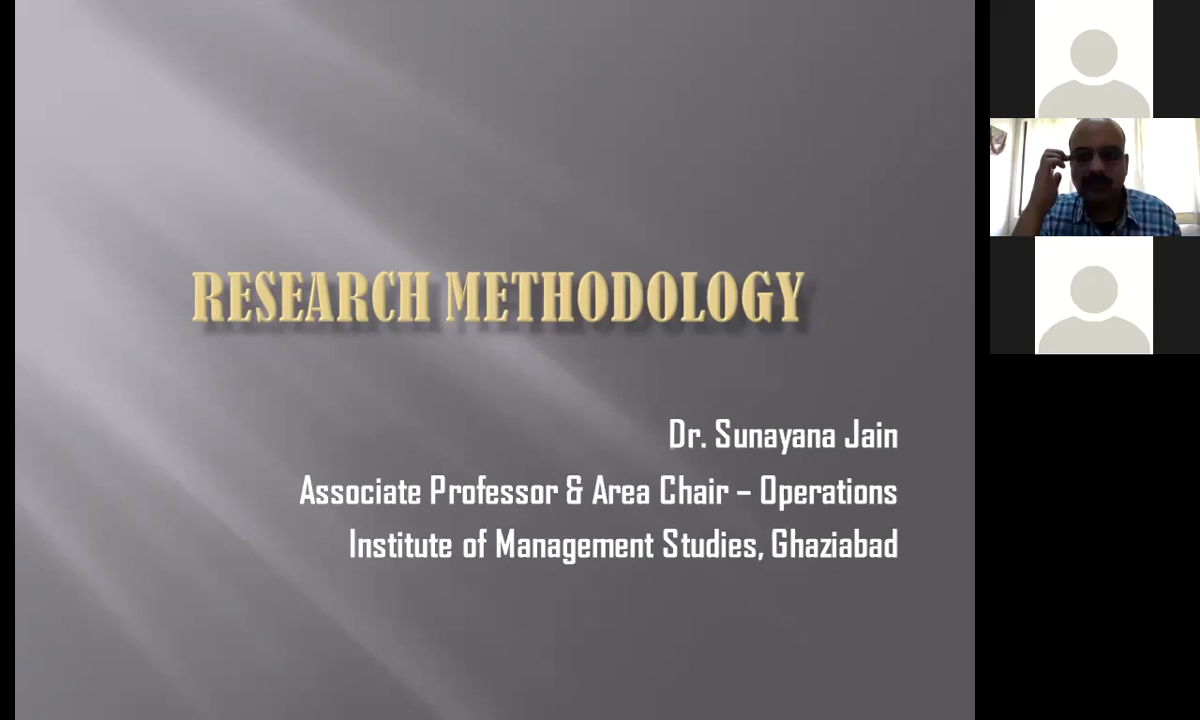 RESEARCH METHODOLOGY
Dr. Sunayana Jain
Associate Professor & Area Chair – Operations
Institute of Management Studies, Ghaziabad